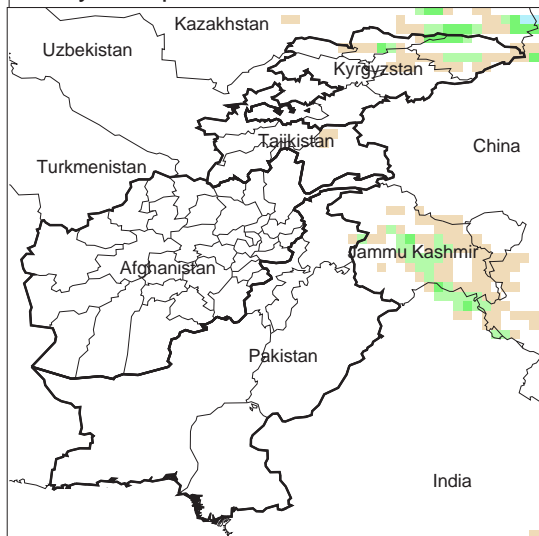 Kazakhstan
Uzbekistan
Kyrgyzstan
Tajikistan
China
Turkmenistan
Jammu Kashmir
Afghanistan
Pakistan
India